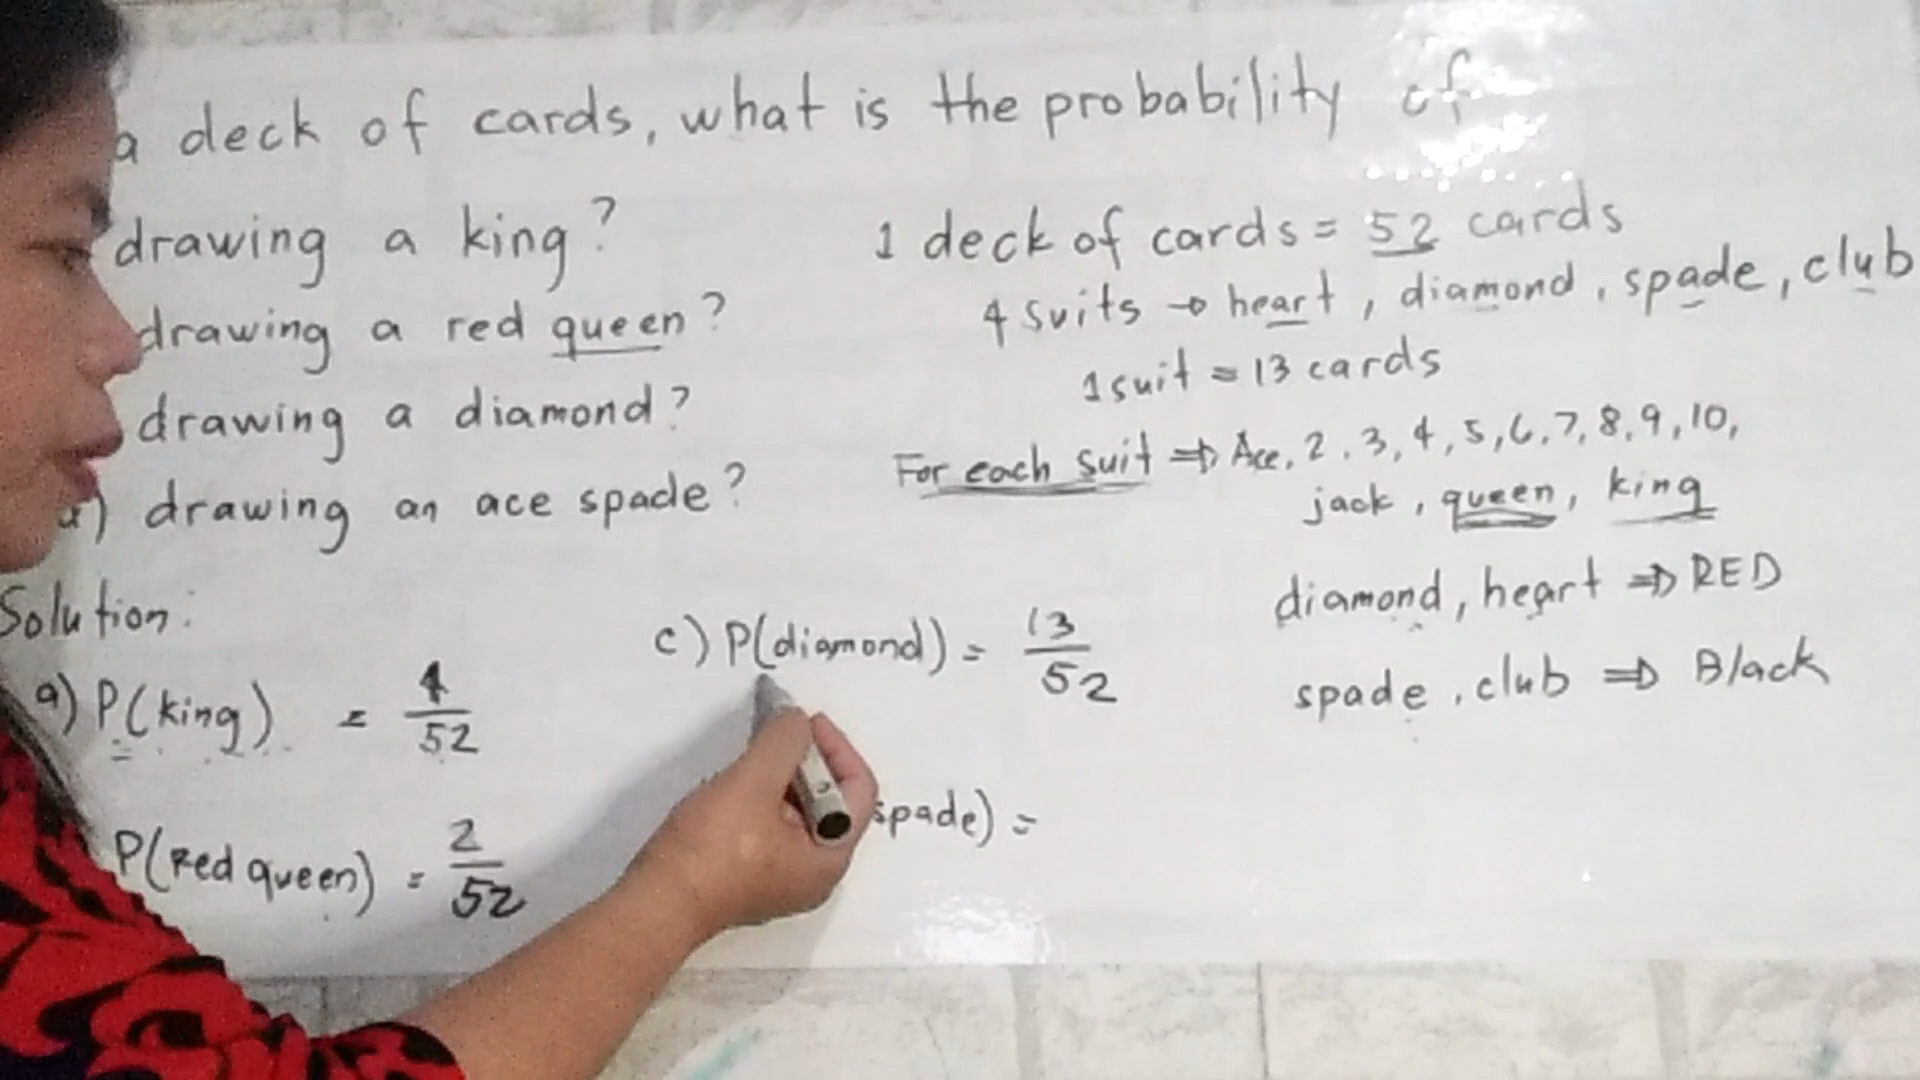 a deck of cards, what is the probability of
drawing a king?
drawing a red queen?
drawing a diamond?
d) drawing an ace spade?
1 deck of cards = 52 cards
4 suits → heart, diamond, spade, club
1 suit = 13 cards
For each suit ⇒ Ace, 2, 3, 4, 5, 6, 7, 8, 9, 10,
jack, queen, king
diamond, heart ⇒ RED
spade, club ⇒ Black
Solution:
a) P(king) = 4/52
P(Red queen) = 2/52
c) P(diamond) = 13/52
spade) =